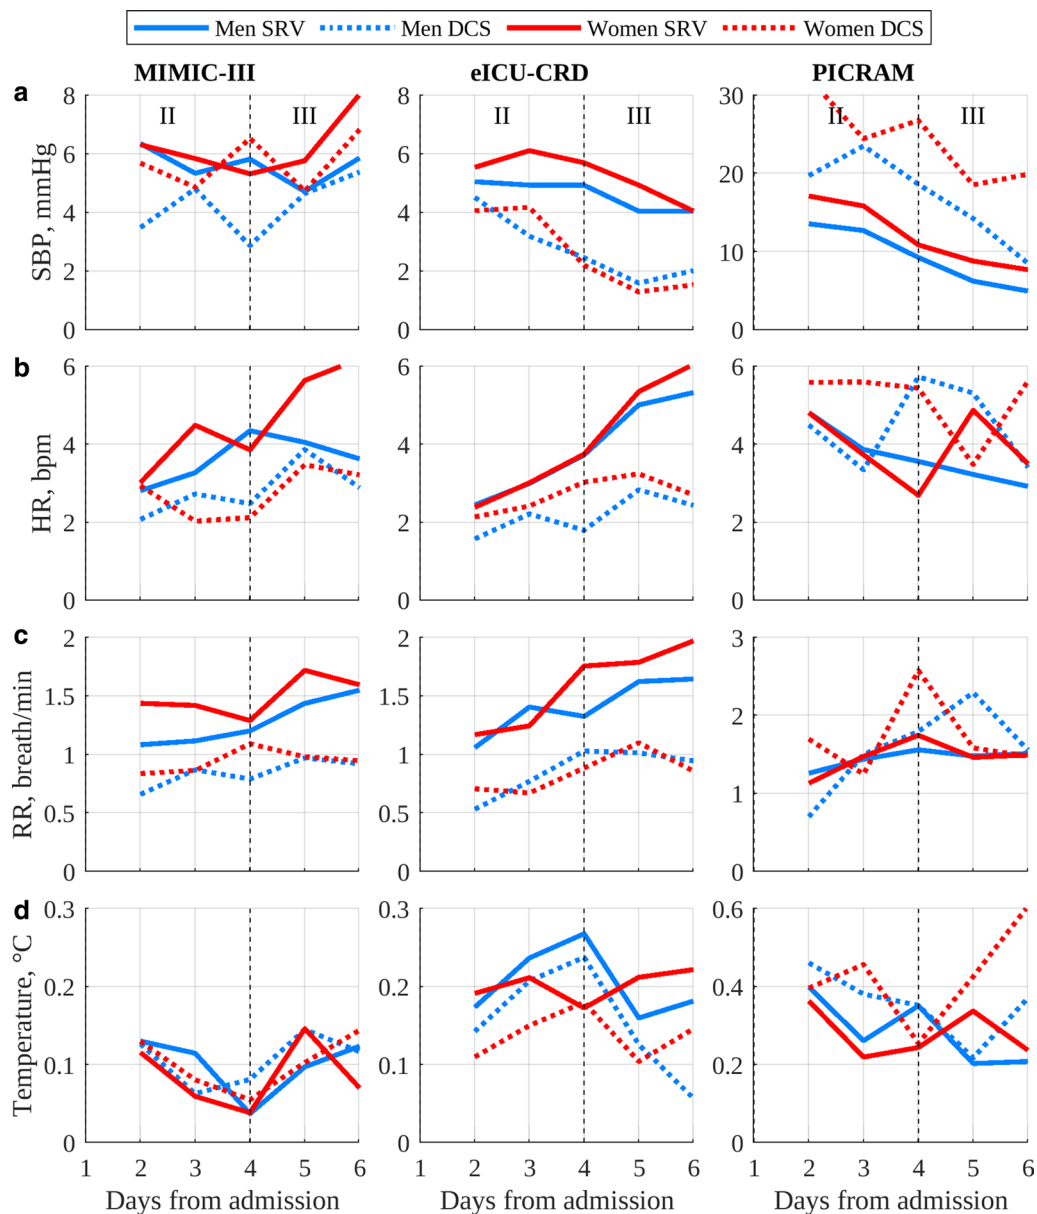 Men SRV Men DCS Women SRV Women DCS
MIMIC-III eICU-CRD PICRAM
a
SBP, mmHg
8 6 4 2 0
II III
8 6 4 2 0
II III
30 20 10 0
II III
b
HR, bpm
6 4 2 0
6 4 2 0
6 4 2 0
c
RR, breath/min
2 1.5 1 0.5 0
2 1.5 1 0.5 0
3 2 1 0
d
Temperature, °C
0.3 0.2 0.1 0
0.3 0.2 0.1 0
0.6 0.4 0.2 0
1 2 3 4 5 6 1 2 3 4 5 6 1 2 3 4 5 6
Days from admission Days from admission Days from admission